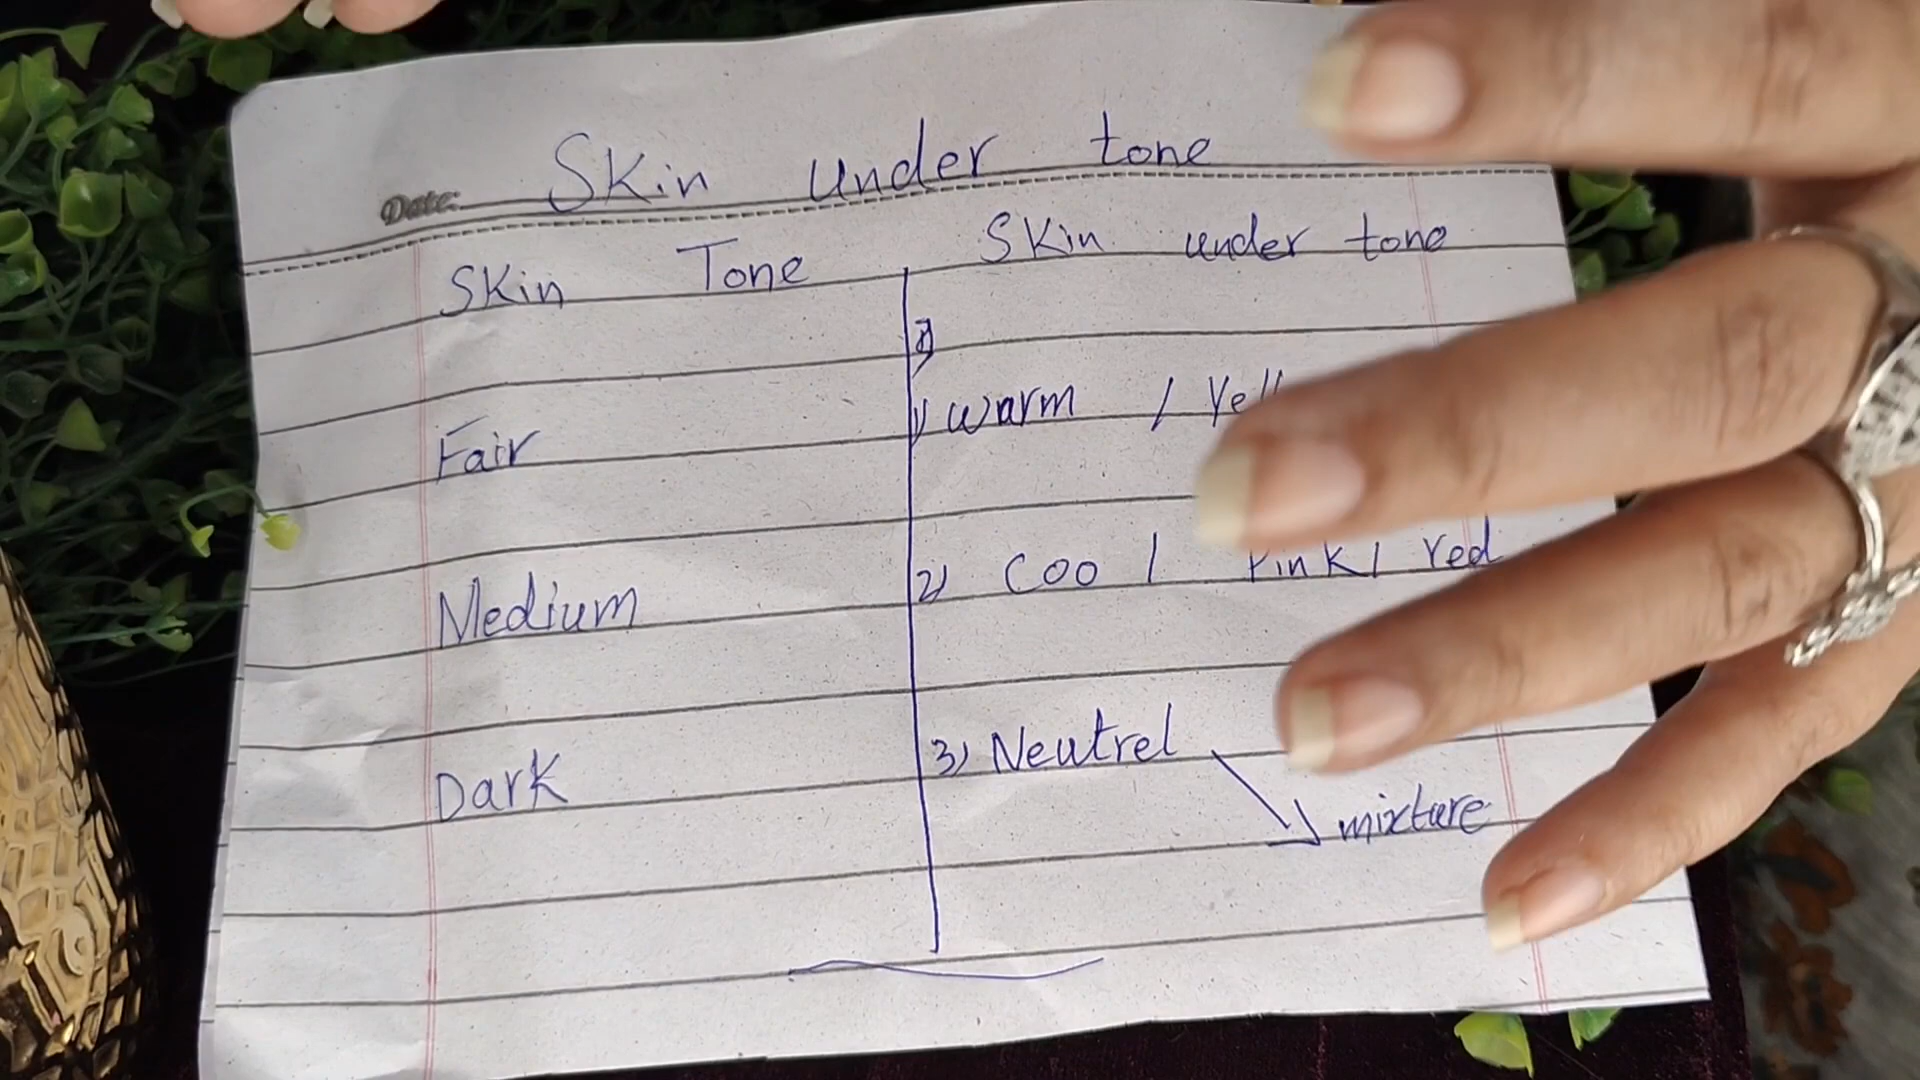 Skin under tone
Date:
Skin Tone
Skin under tone
Fair
Medium
Dark
1) Warm /
2) Cool Pink / red
3) Neutrel
mixture